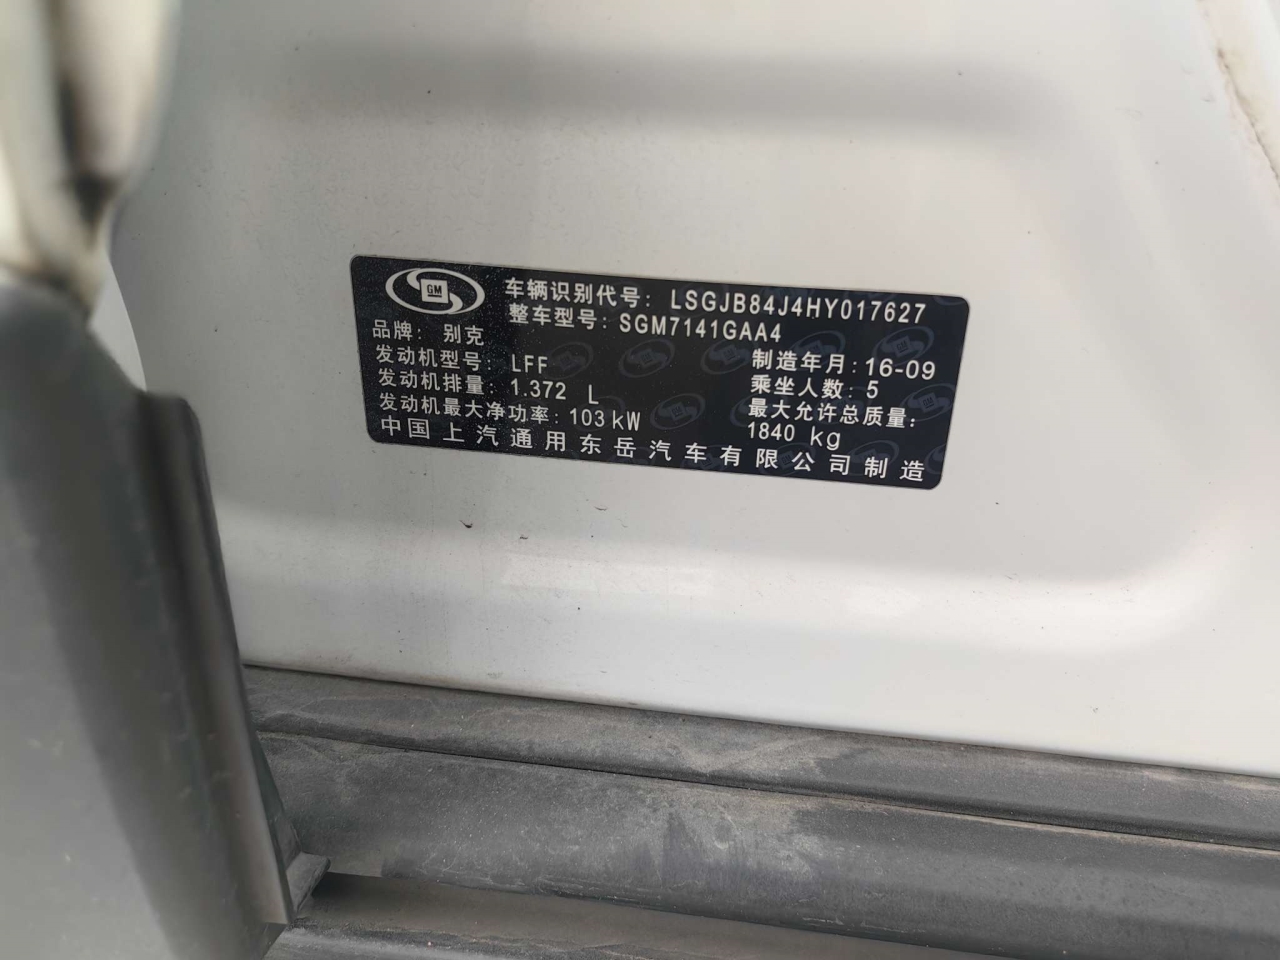 GM
车辆识别代号: LSGJB84J4HY017627
整车型号: SGM7141GAA4
品牌: 别克
发动机型号: LFF
制造年月: 16-09
发动机排量: 1.372 L
乘坐人数: 5
发动机最大净功率: 103 kW
最大允许总质量:
1840 kg
中国上汽通用东岳汽车有限公司制造